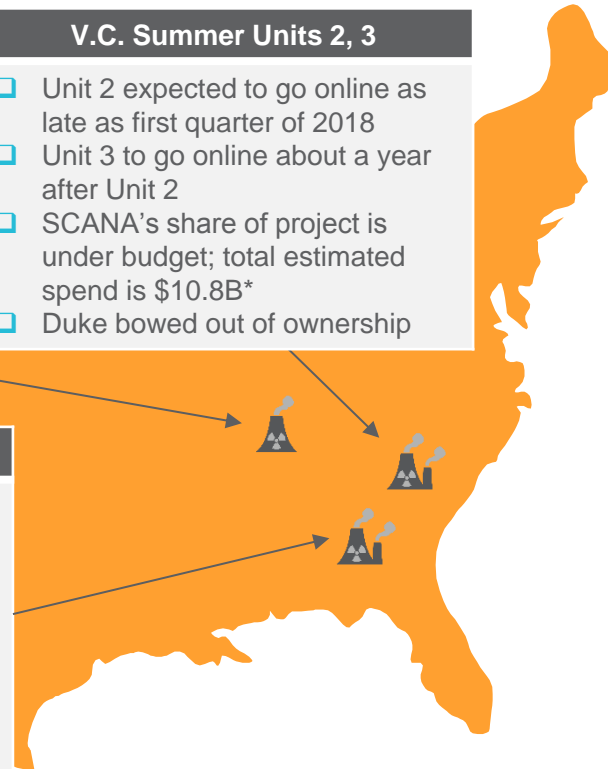 V.C. Summer Units 2, 3
Unit 2 expected to go online as
late as first quarter of 2018
Unit 3 to go online about a year
after Unit 2
SCANA's share of project is
under budget; total estimated
spend is $10.8B*
Duke bowed out of ownership